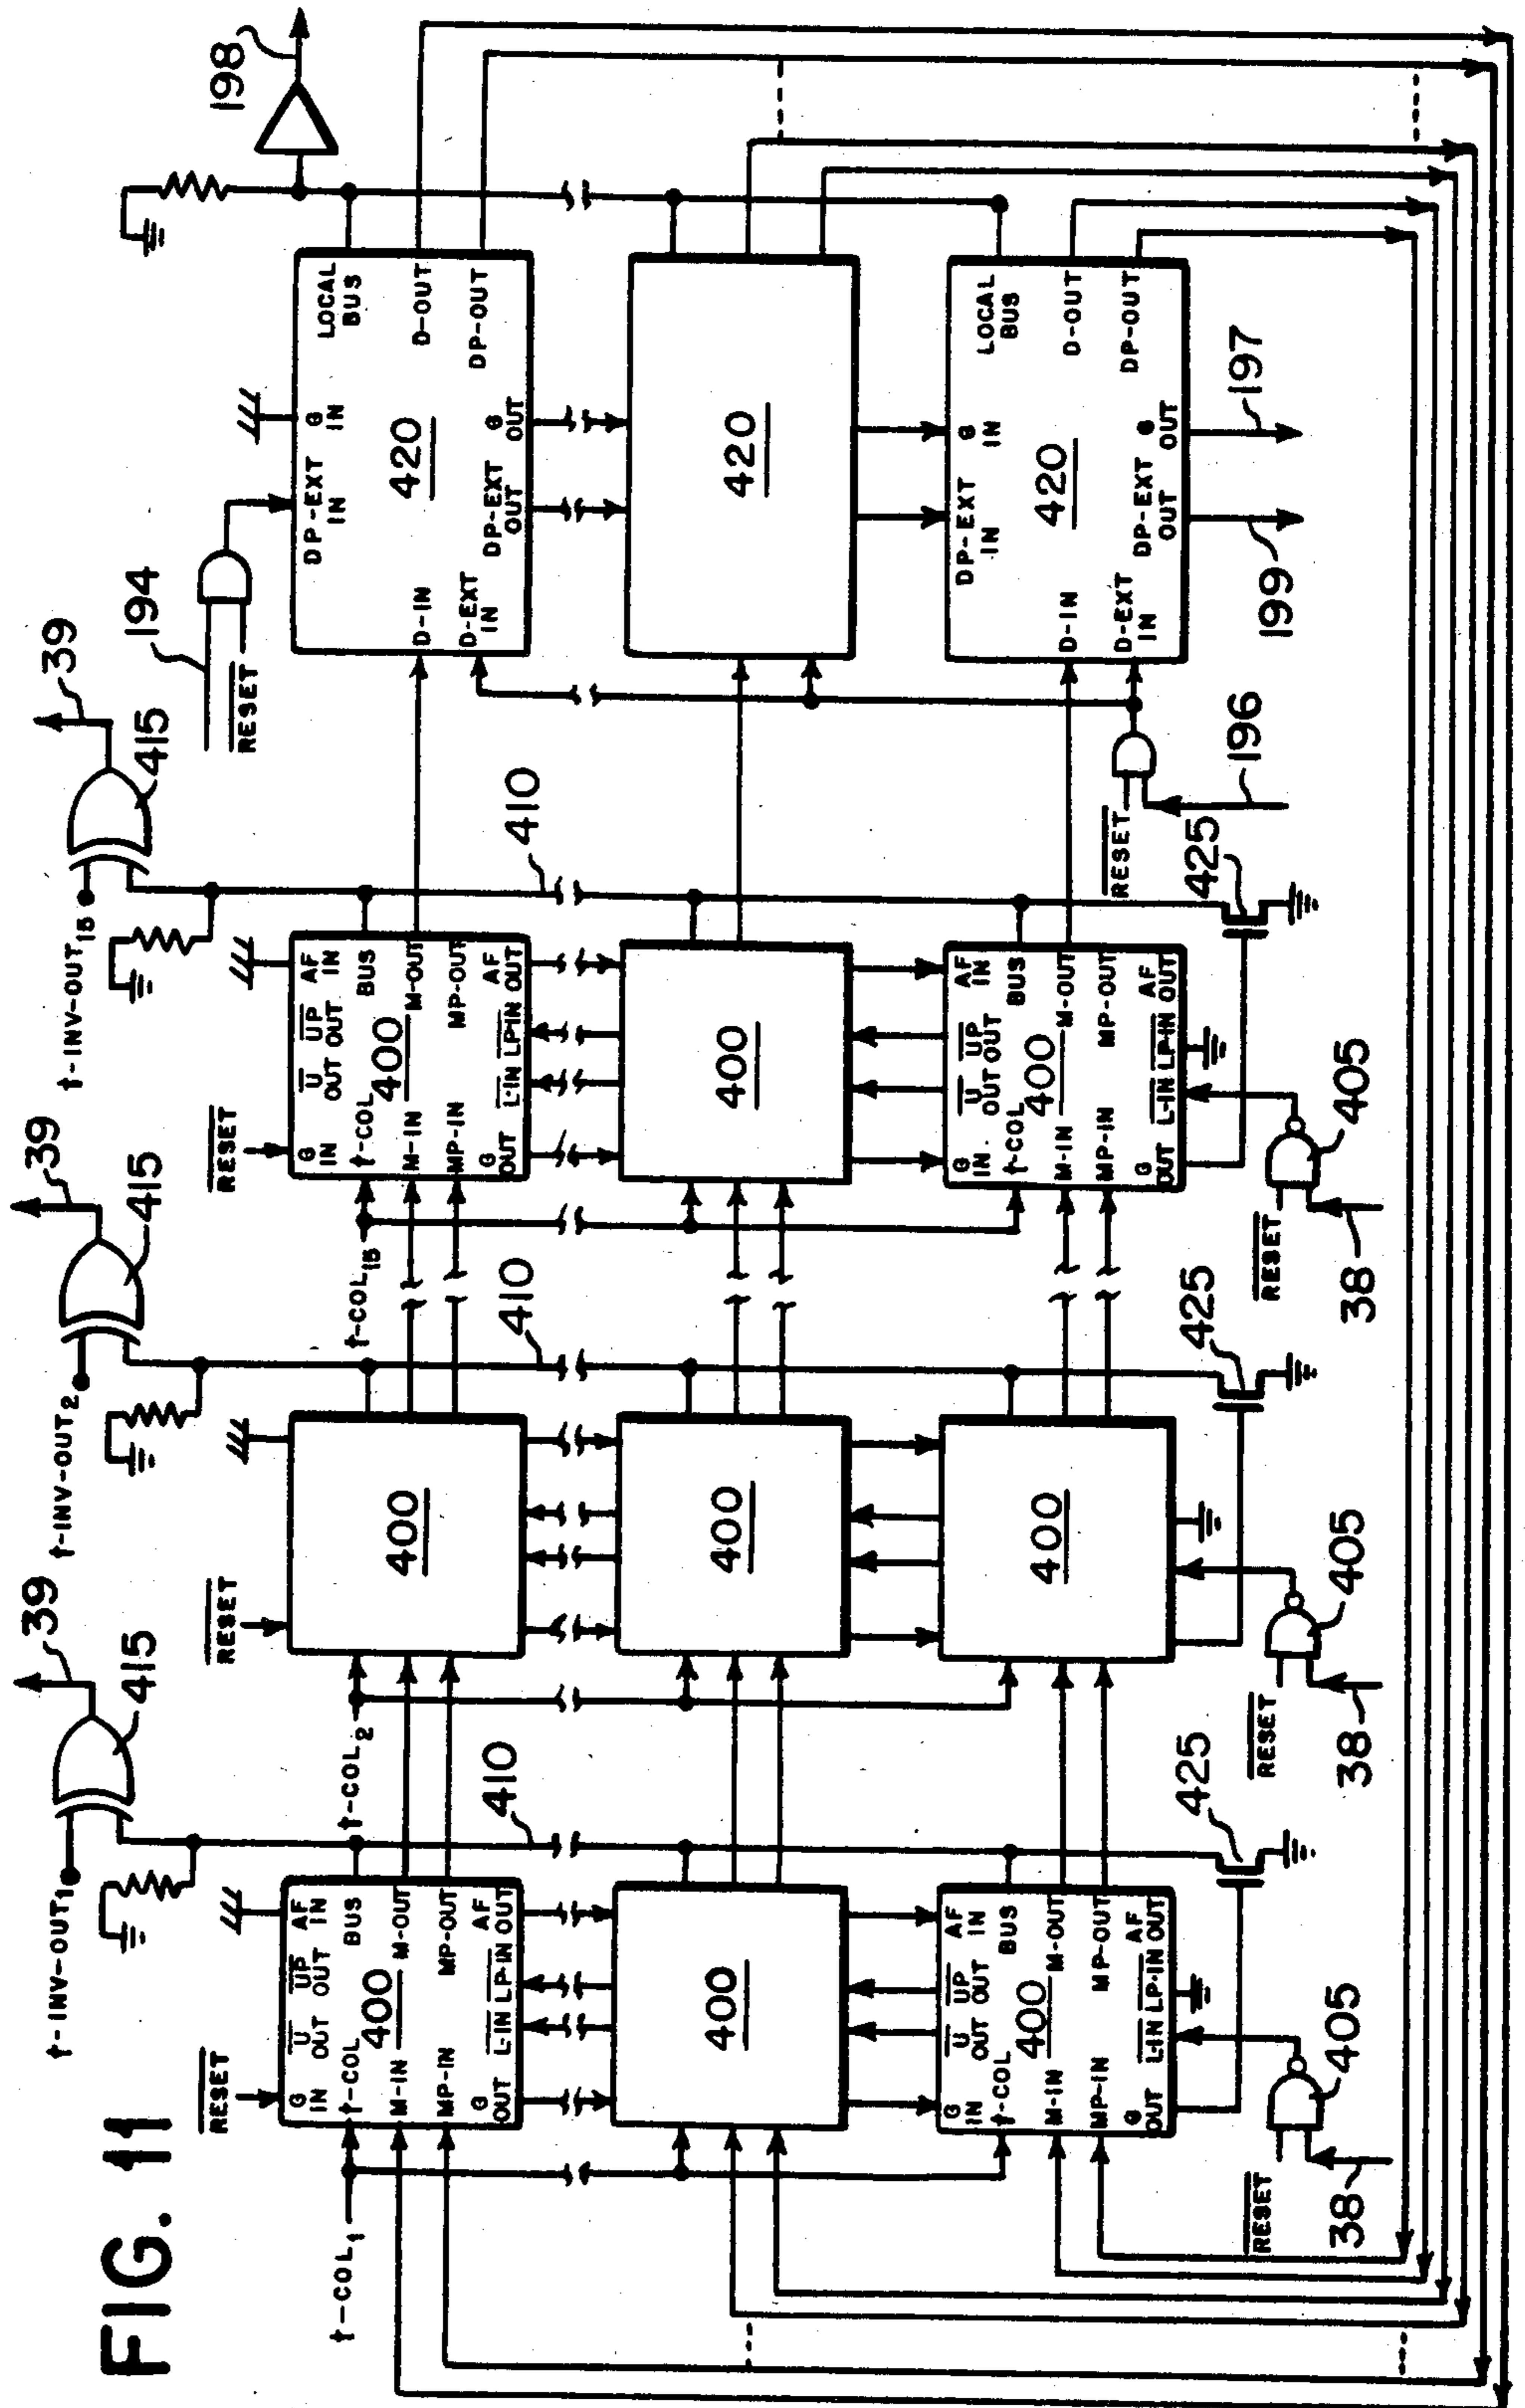 FIG. 11
t-INV-OUT1
39
415
t-INV-OUT2
39
415
t-INV-OUT15
39
415
194
RESET
198
RESET
410
RESET
410
RESET
410
t-COL1
t-COL2
t-COL15
G IN
U OUT
UP OUT
AF IN
t-COL
BUS
400
M-IN
M-OUT
MP-IN
MP-OUT
G OUT
L-IN
LP-IN
AF OUT
400
G IN
U OUT
UP OUT
AF IN
t-COL
BUS
400
M-IN
M-OUT
MP-IN
MP-OUT
G OUT
L-IN
LP-IN
AF OUT
DP-EXT IN
G IN
LOCAL BUS
D-IN
420
D-OUT
D-EXT IN
DP-EXT OUT
G OUT
DP-OUT
400
400
400
420
G IN
U OUT
UP OUT
AF IN
t-COL
BUS
400
M-IN
M-OUT
MP-IN
MP-OUT
G OUT
L-IN
LP-IN
AF OUT
400
G IN
U OUT
UP OUT
AF IN
t-COL
BUS
400
M-IN
M-OUT
MP-IN
MP-OUT
G OUT
L-IN
LP-IN
AF OUT
DP-EXT IN
G IN
LOCAL BUS
D-IN
420
D-OUT
D-EXT IN
DP-EXT OUT
G OUT
DP-OUT
425
425
425
RESET
196
199
197
RESET
38
405
RESET
38
405
RESET
38
405